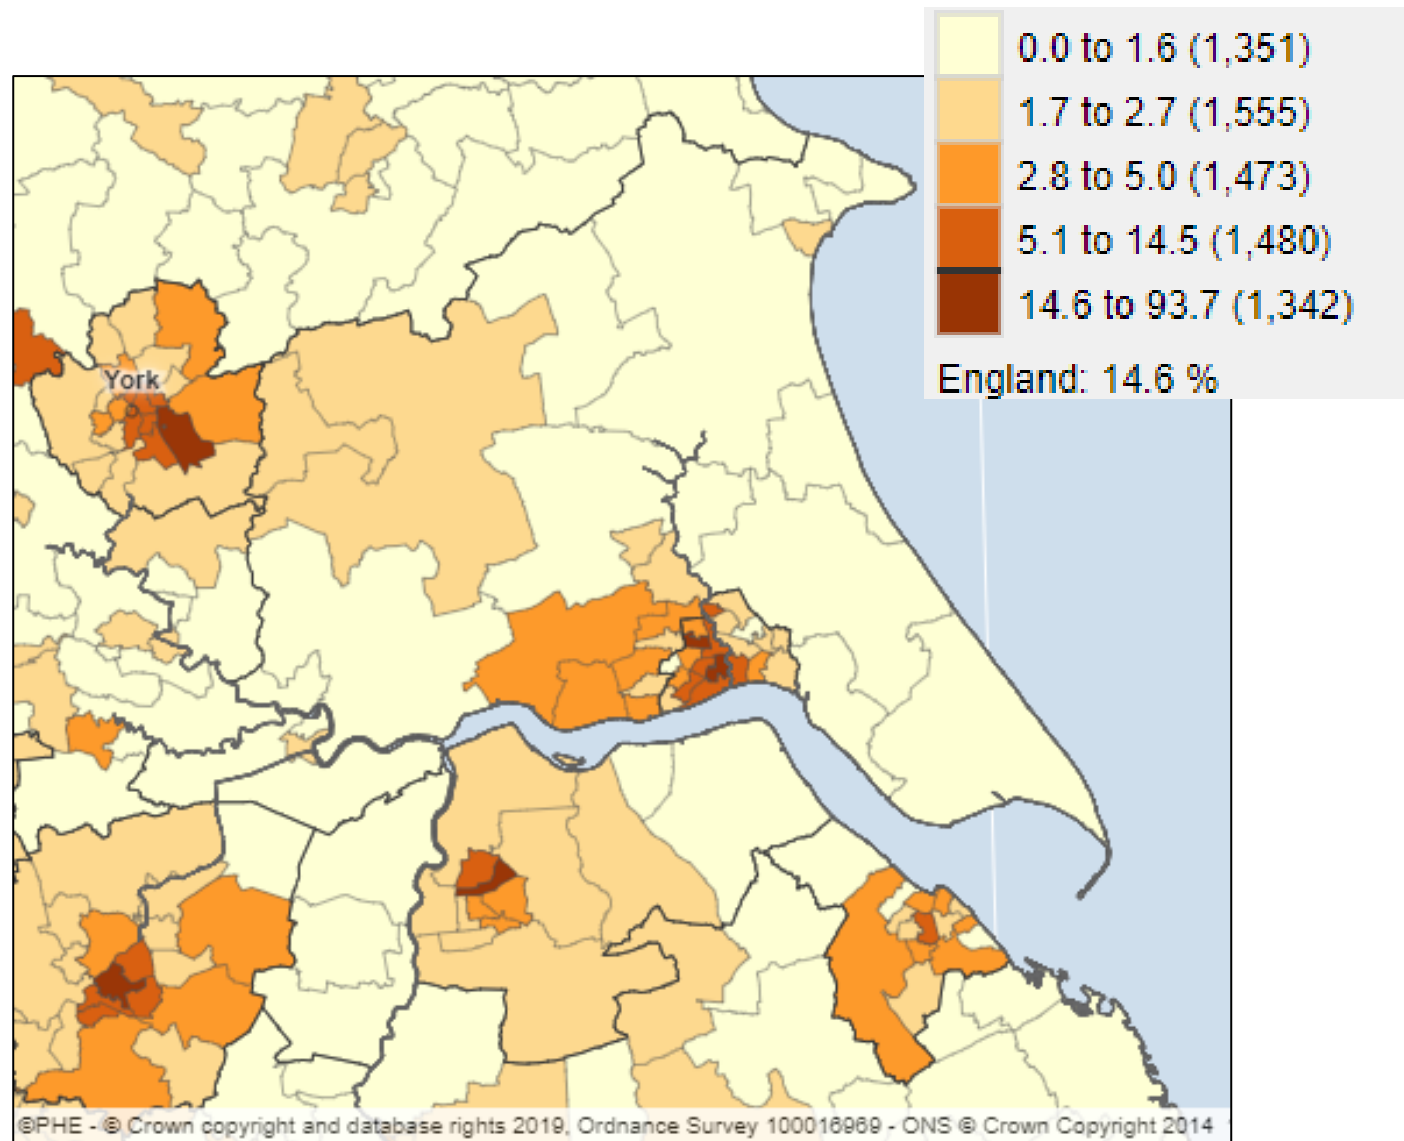 0.0 to 1.6 (1,351)
1.7 to 2.7 (1,555)
2.8 to 5.0 (1,473)
5.1 to 14.5 (1,480)
14.6 to 93.7 (1,342)
England: 14.6 %
York
©PHE - © Crown copyright and database rights 2019, Ordnance Survey 100016969 - ONS © Crown Copyright 2014